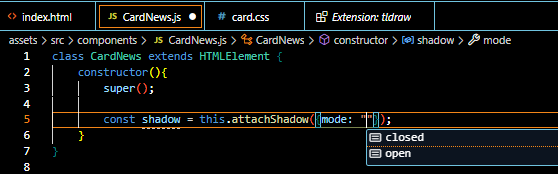 index.html CardNews.js card.css Extension: tldraw
assets > src > components > CardNews.js > CardNews > constructor > shadow > mode
1 class CardNews extends HTMLElement {
2 constructor(){
3 super();
4
5 const shadow = this.attachShadow({mode: ""});
6 }
7 }
8
closed
open